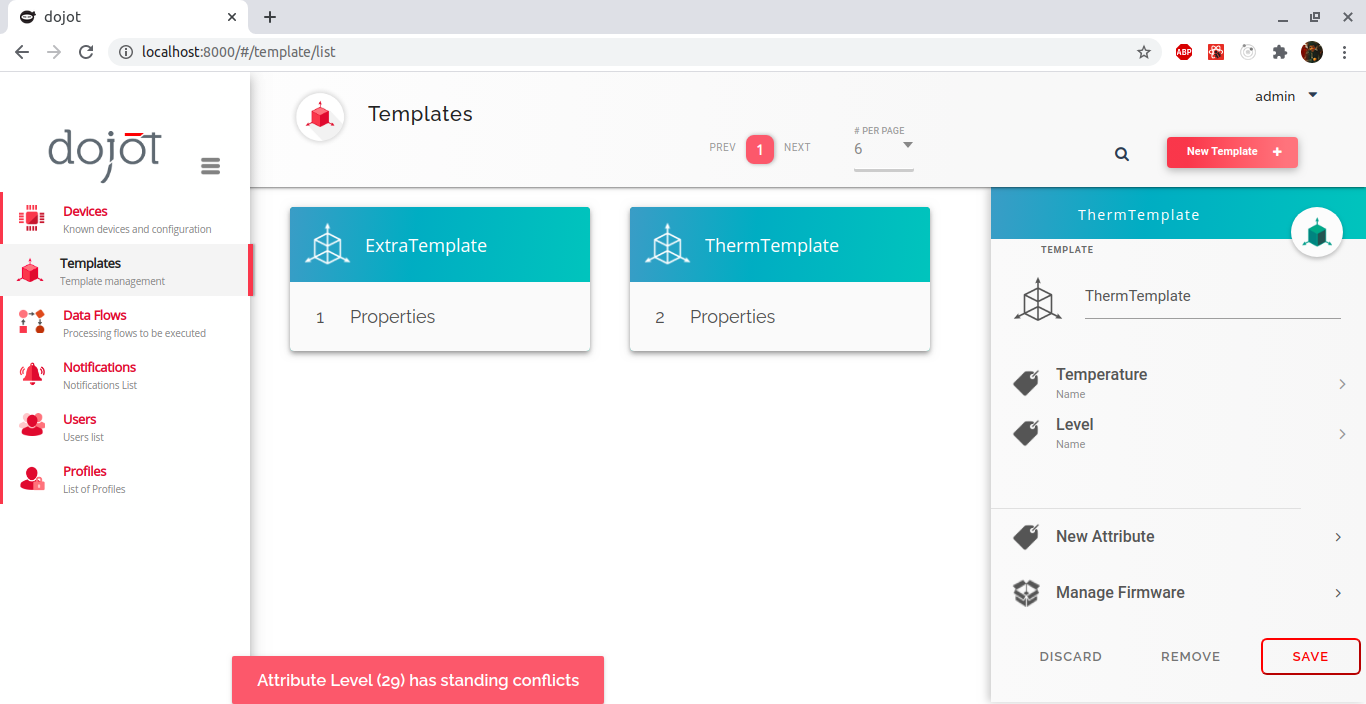 dojot
localhost:8000/#/template/list
ABP
dojot
Devices
Known devices and configuration
Templates
Template management
Data Flows
Processing flows to be executed
Notifications
Notifications List
Users
Users list
Profiles
List of Profiles
Templates
PREV 1 NEXT
# PER PAGE
6
admin
New Template +
ExtraTemplate
1 Properties
ThermTemplate
2 Properties
ThermTemplate
TEMPLATE
ThermTemplate
Temperature
Name
Level
Name
New Attribute
Manage Firmware
DISCARD REMOVE SAVE
Attribute Level (29) has standing conflicts